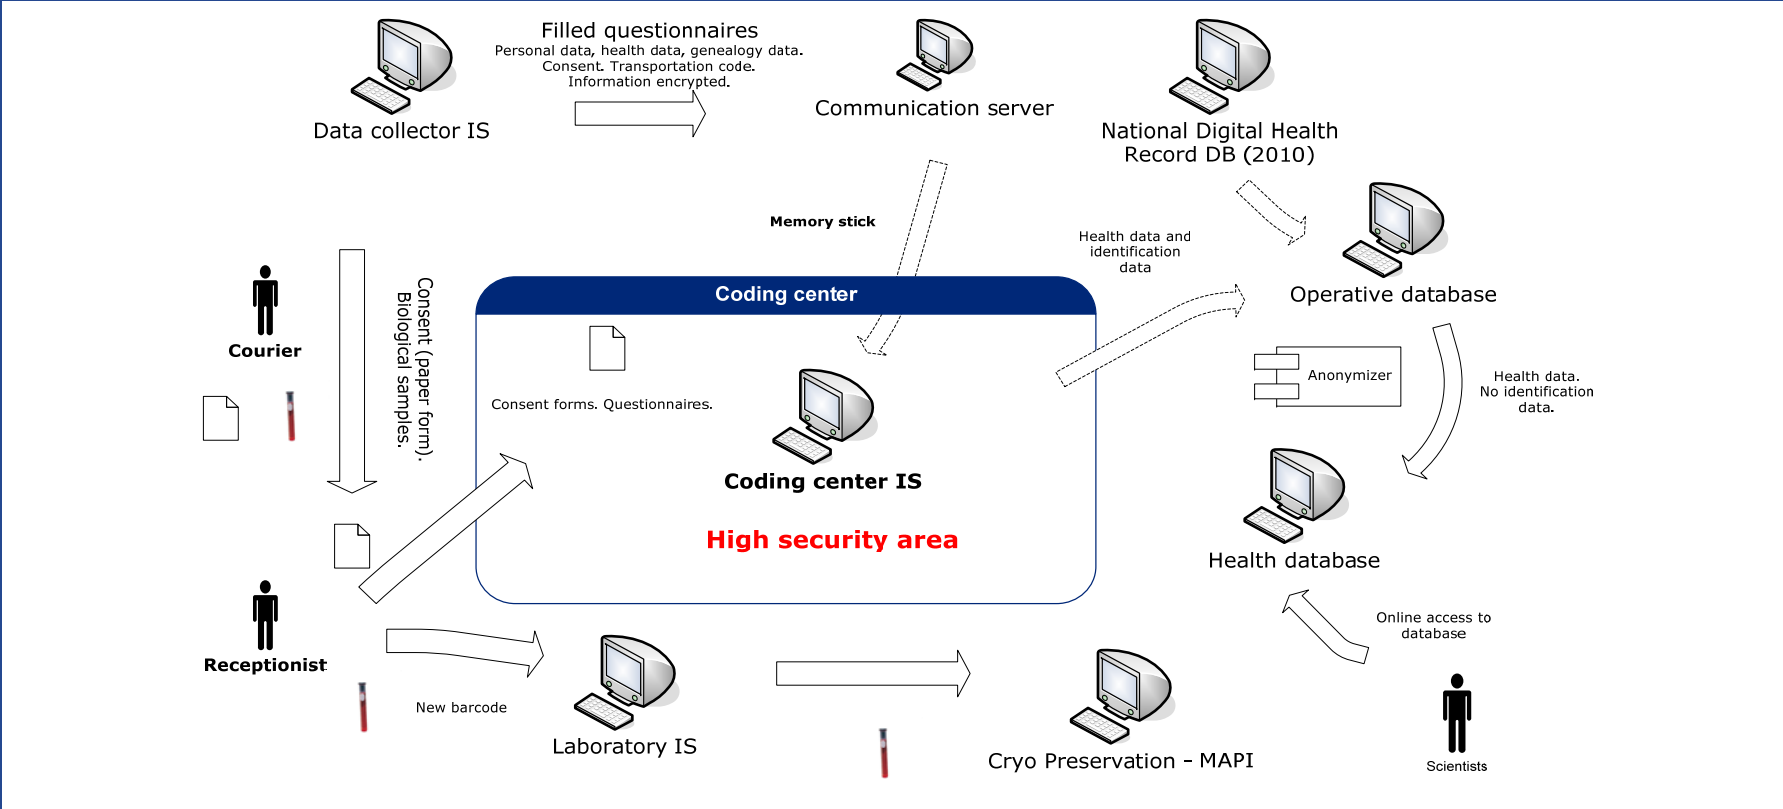 Filled questionnaires
Personal data, health data, genealogy data.
Consent. Transportation code.
Information encrypted.
Data collector IS
Communication server
National Digital Health
Record DB (2010)
Memory stick
Health data and
identification
data
Operative database
Courier
Consent (paper form).
Biological samples.
Coding center
Consent forms. Questionnaires.
Coding center IS
High security area
Anonymizer
Health data.
No identification
data.
Health database
Online access to
database
Receptionist
New barcode
Laboratory IS
Cryo Preservation - MAPI
Scientists